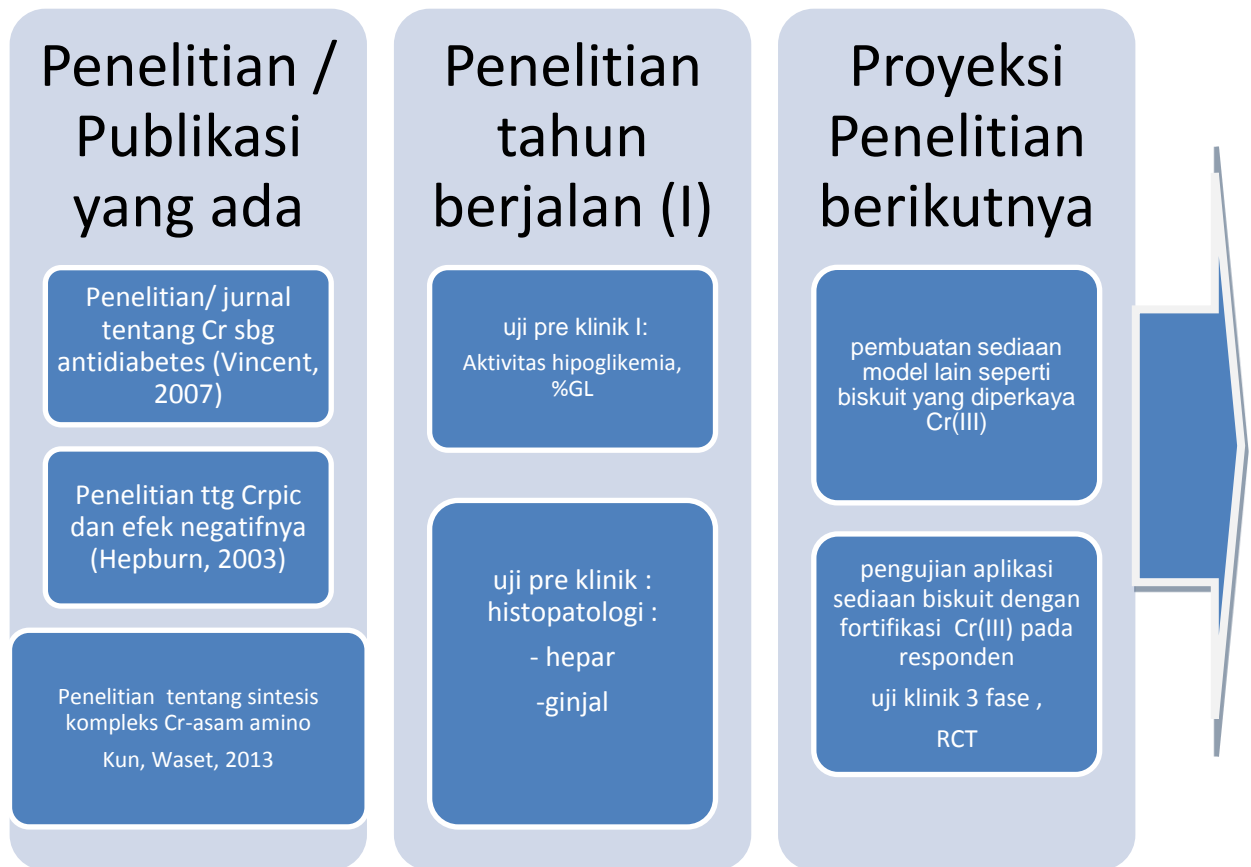 Penelitian /
Publikasi
yang ada
Penelitian/ jurnal
tentang Cr sbg
antidiabetes (Vincent,
2007)
Penelitian ttg Crpic
dan efek negatifnya
(Hepburn, 2003)
Penelitian tentang sintesis
kompleks Cr-asam amino
Kun, Waset, 2013
Penelitian
tahun
berjalan (I)
uji pre klinik I:
Aktivitas hipoglikemia,
%GL
uji pre klinik :
histopatologi :
- hepar
-ginjal
Proyeksi
Penelitian
berikutnya
pembuatan sediaan
model lain seperti
biskuit yang diperkaya
Cr(III)
pengujian aplikasi
sediaan biskuit dengan
fortifikasi Cr(III) pada
responden
uji klinik 3 fase ,
RCT